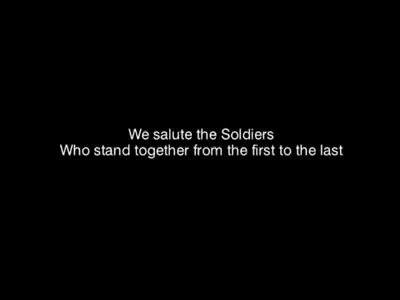 We salute the Soldiers
Who stand together from the first to the last